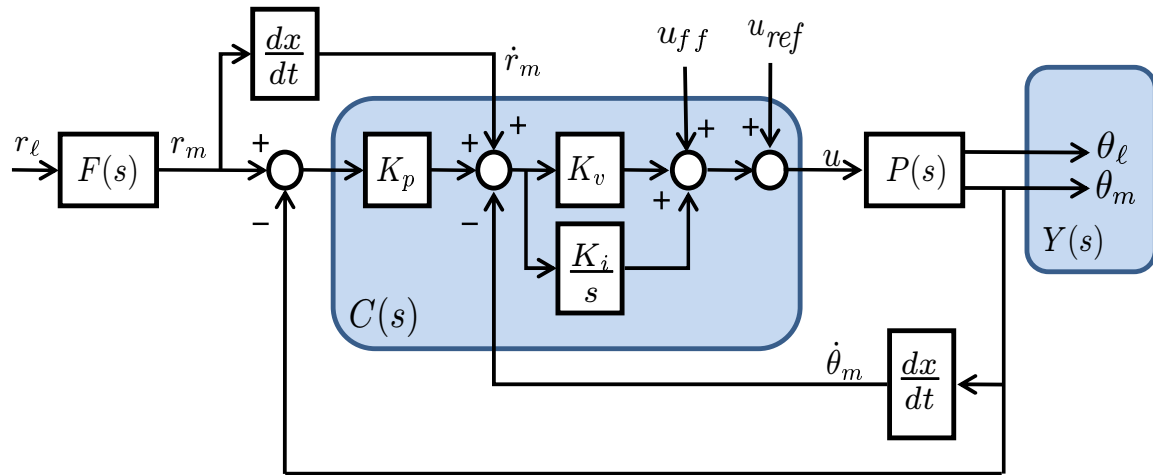 dx
dt
ṙ_m
u_ff
u_ref
r_ℓ
F(s)
r_m
+
−
K_p
+
+
−
K_v
+
+
+
u
P(s)
θ_ℓ
θ_m
Y(s)
K_i
s
C(s)
θ̇_m
dx
dt